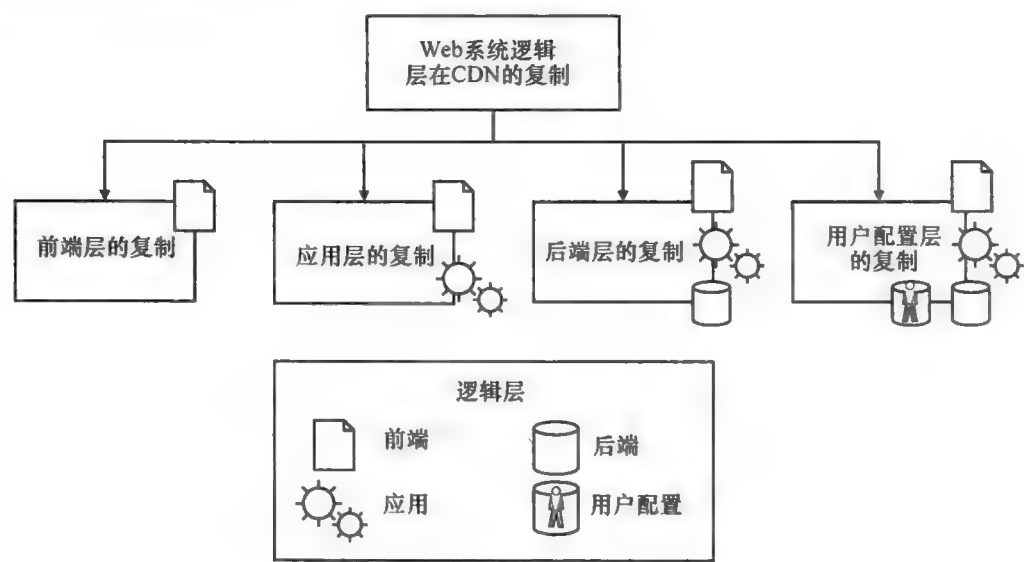 Web系统逻辑
层在CDN的复制
前端层的复制
应用层的复制
后端层的复制
用户配置层
的复制
逻辑层
前端
后端
应用
用户配置